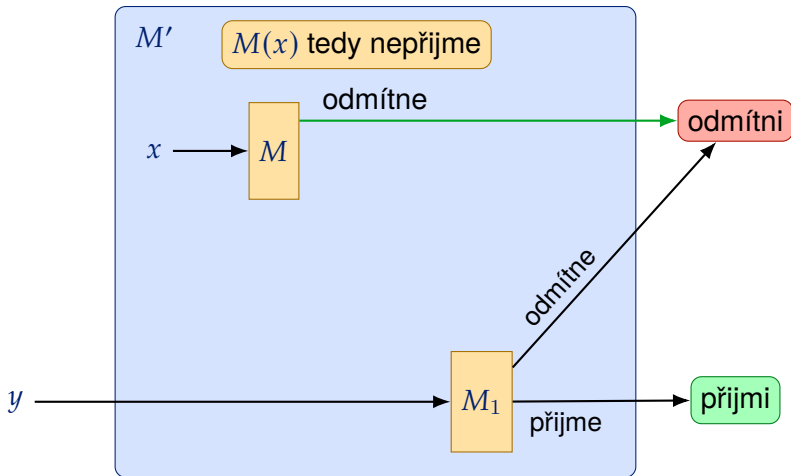 M′
M(x) tedy nepřijme
odmítne
odmítni
x
M
odmítne
y
M₁
přijmi
přijme